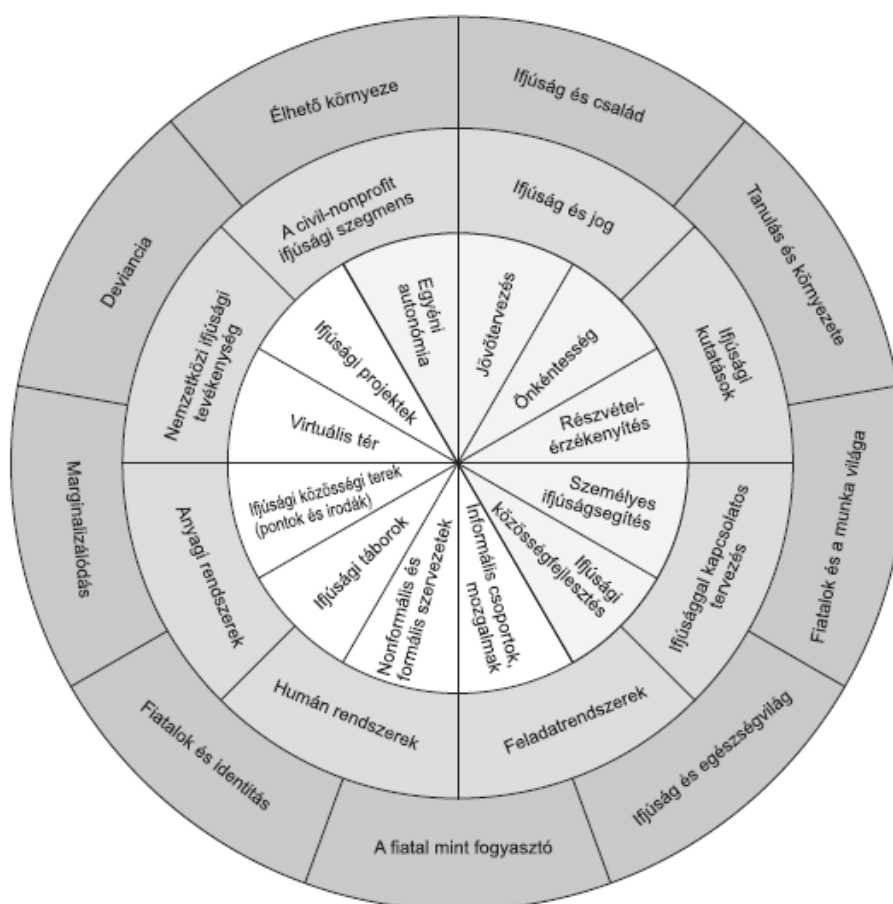 Ifjúság és család
Tanulás és környezete
Fiatalok és a munka világa
Ifjúság és egészségvilág
A fiatal mint fogyasztó
Fiatalok és identitás
Marginalizálódás
Deviancia
Élhető környeze
Ifjúság és jog
Ifjúsági
kutatások
Ifjúsággal kapcsolatos
tervezés
Feladatrendszerek
Humán rendszerek
Anyagi rendszerek
Nemzetközi ifjúsági
tevékenység
A civil-nonprofit
ifjúsági szegmens
Jövőtervezés
Önkéntesség
Részvétel-
érzékenyítés
Személyes
ifjúságsegítés
Ifjúsági
közösségfejlesztés
Informális csoportok,
mozgalmak
Nonformális és
formális szervezetek
Ifjúsági táborok
Ifjúsági közösségi terek
(pontok és irodák)
Virtuális tér
Ifjúsági projektek
Egyéni
autonómia